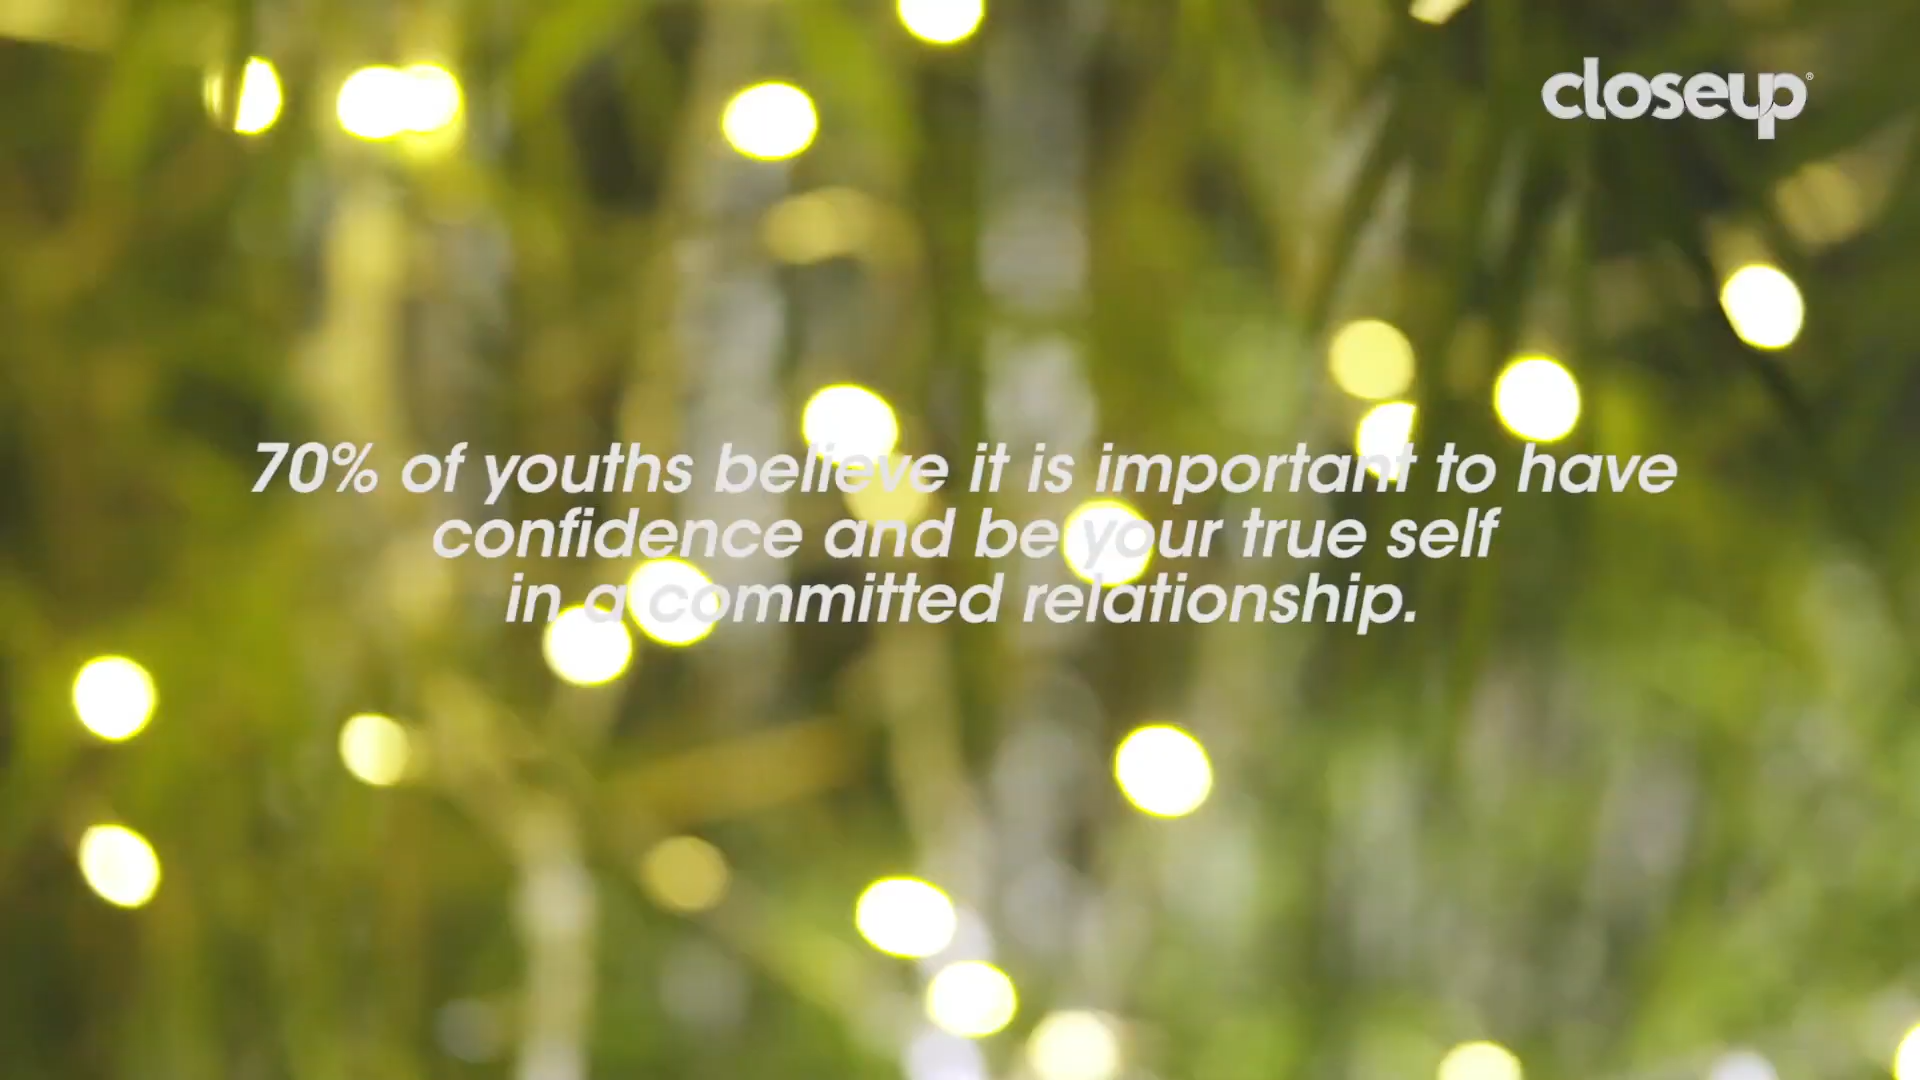 closeup®
70% of youths believe it is important to have
confidence and be your true self
in a committed relationship.